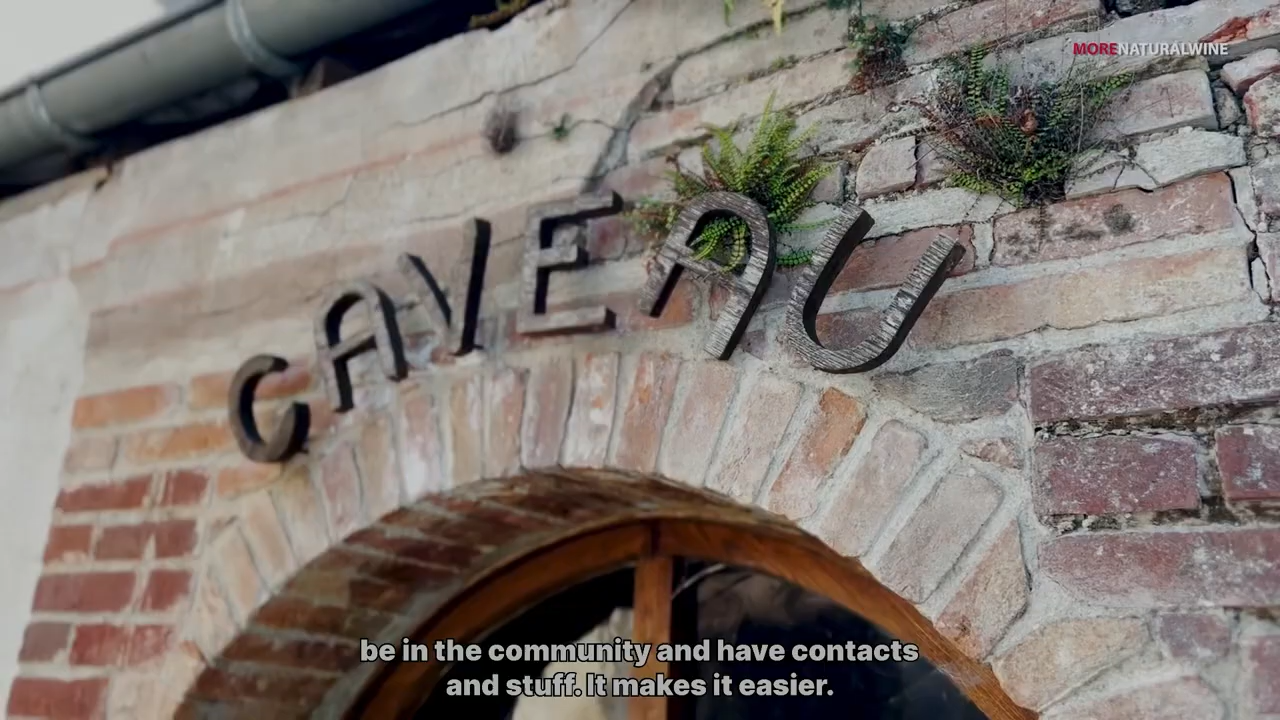 MORENATURALWINE
CAVEAU
be in the community and have contacts
and stuff. It makes it easier.